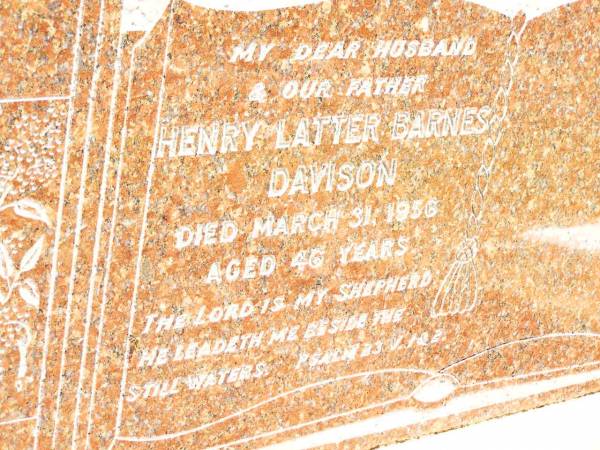 MY DEAR HUSBAND
& OUR FATHER
HENRY LATTER BARNES
DAVISON
DIED MARCH 31, 1956
AGED 46 YEARS
THE LORD IS MY SHEPHERD
HE LEADETH ME BESIDE THE
STILL WATERS. PSALM 23 V. 1&2.